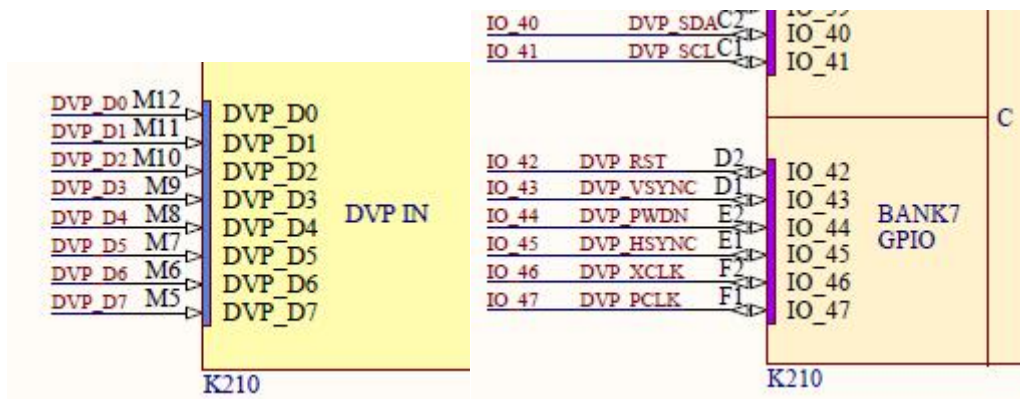 DVP_D0 M12 DVP_D0
DVP_D1 M11 DVP_D1
DVP_D2 M10 DVP_D2
DVP_D3 M9 DVP_D3
DVP_D4 M8 DVP_D4
DVP_D5 M7 DVP_D5
DVP_D6 M6 DVP_D6
DVP_D7 M5 DVP_D7
DVP IN
K210
IO_40 DVP_SDA C2 IO_40
IO_41 DVP_SCL C1 IO_41
C
IO_42 DVP_RST D2 IO_42
IO_43 DVP_VSYNC D1 IO_43
IO_44 DVP_PWDN E2 IO_44
IO_45 DVP_HSYNC E1 IO_45
IO_46 DVP_XCLK F2 IO_46
IO_47 DVP_PCLK F1 IO_47
BANK7
GPIO
K210